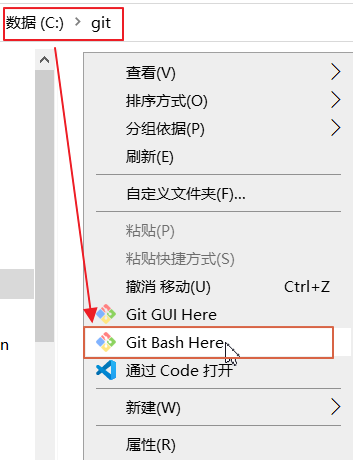 数据 (C:) > git
查看(V)
排序方式(O)
分组依据(P)
刷新(E)
自定义文件夹(F)...
粘贴(P)
粘贴快捷方式(S)
撤消 移动(U) Ctrl+Z
Git GUI Here
Git Bash Here
n
通过 Code 打开
新建(W)
属性(R)